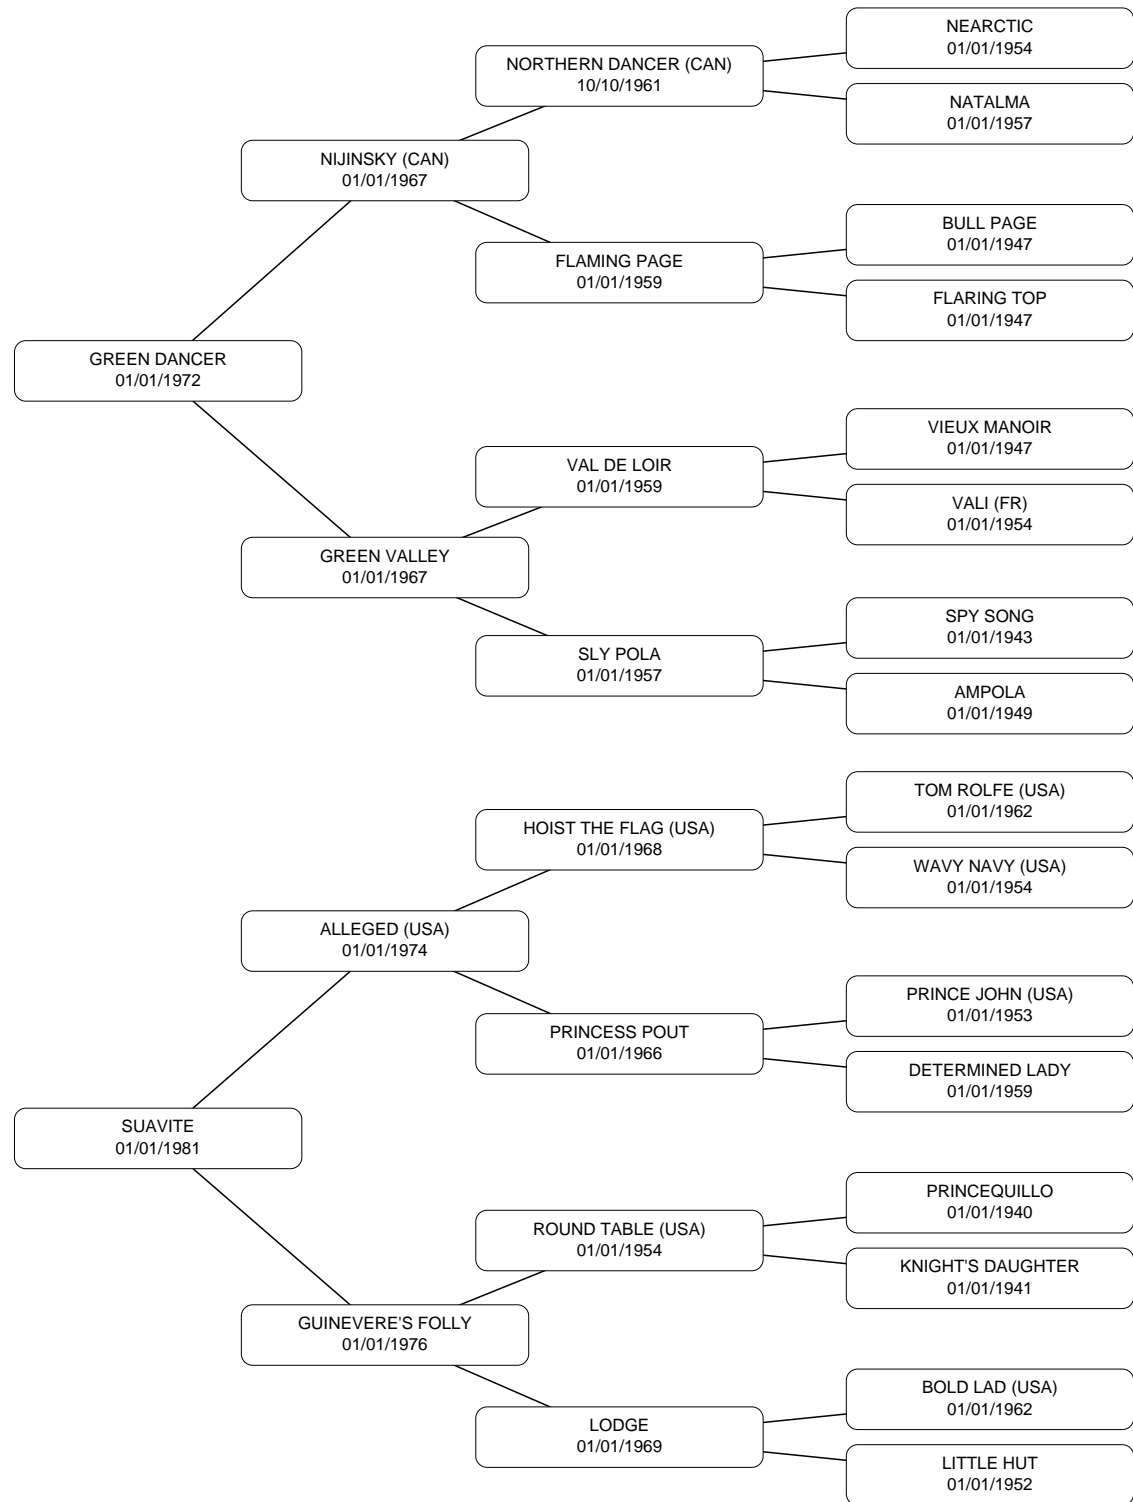 NEARCTIC
01/01/1954
NORTHERN DANCER (CAN)
10/10/1961
NATALMA
01/01/1957
NIJINSKY (CAN)
01/01/1967
BULL PAGE
01/01/1947
FLAMING PAGE
01/01/1959
FLARING TOP
01/01/1947
GREEN DANCER
01/01/1972
VIEUX MANOIR
01/01/1947
VAL DE LOIR
01/01/1959
VALI (FR)
01/01/1954
GREEN VALLEY
01/01/1967
SPY SONG
01/01/1943
SLY POLA
01/01/1957
AMPOLA
01/01/1949
TOM ROLFE (USA)
01/01/1962
HOIST THE FLAG (USA)
01/01/1968
WAVY NAVY (USA)
01/01/1954
ALLEGED (USA)
01/01/1974
PRINCE JOHN (USA)
01/01/1953
PRINCESS POUT
01/01/1966
DETERMINED LADY
01/01/1959
SUAVITE
01/01/1981
PRINCEQUILLO
01/01/1940
ROUND TABLE (USA)
01/01/1954
KNIGHT'S DAUGHTER
01/01/1941
GUINEVERE'S FOLLY
01/01/1976
BOLD LAD (USA)
01/01/1962
LODGE
01/01/1969
LITTLE HUT
01/01/1952